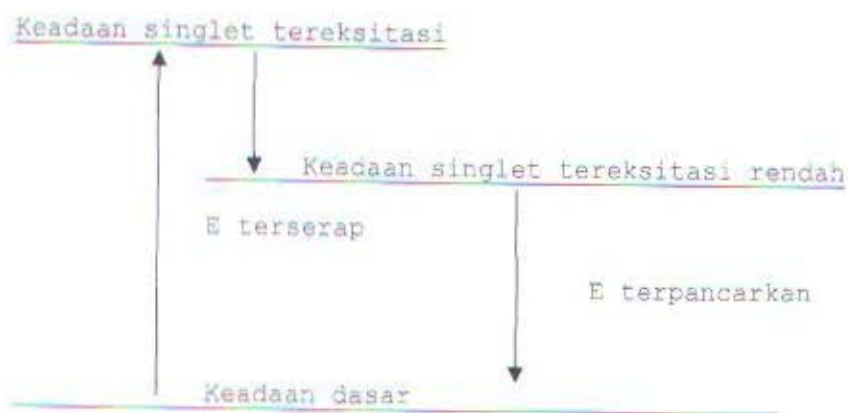 Keadaan singlet tereksitasi
Keadaan singlet tereksitasi rendah
E terserap
E terpancarkan
Keadaan dasar